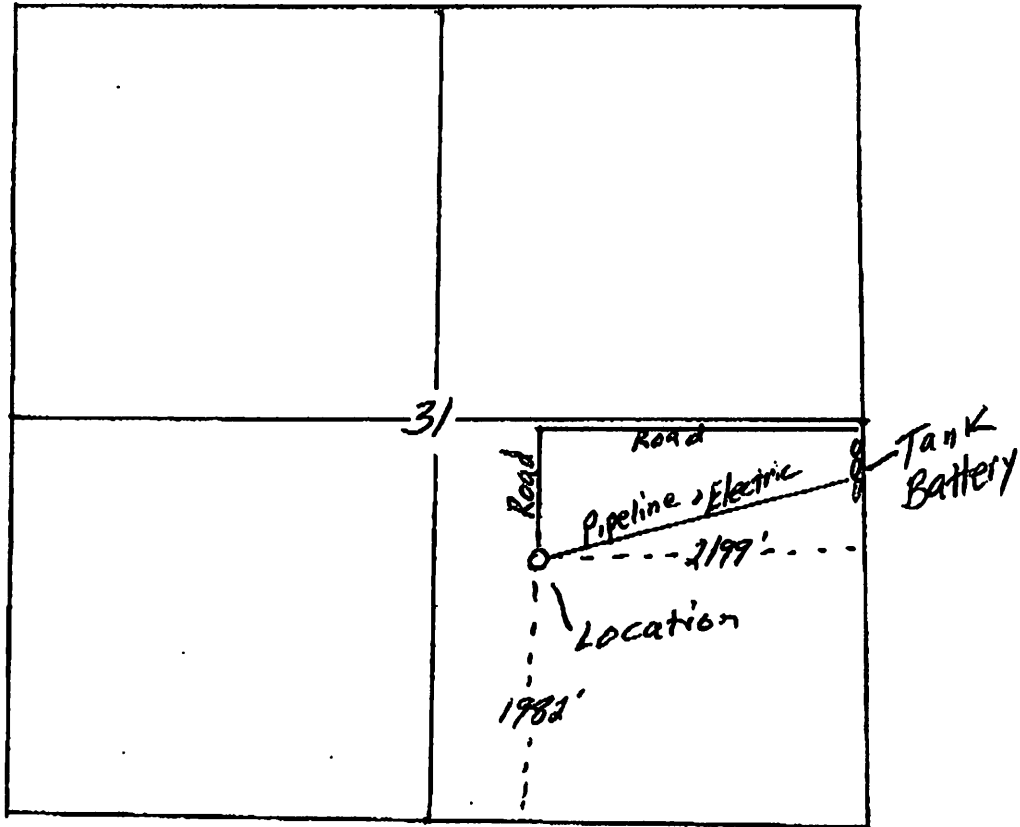 31
Road
Tank
Battery
Road
Pipeline & Electric
2199'
Location
1982'